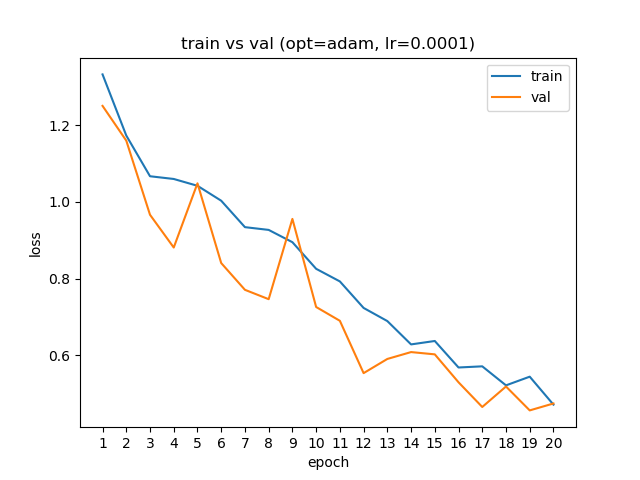 train vs val (opt=adam, lr=0.0001)
train
val
1.2
1.0
0.8
0.6
loss
1 2 3 4 5 6 7 8 9 10 11 12 13 14 15 16 17 18 19 20
epoch